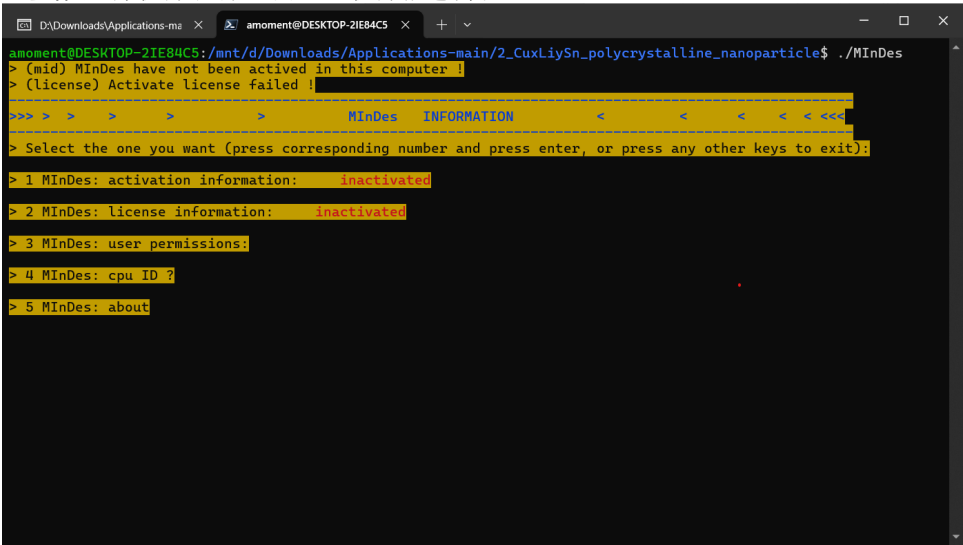 D:\Downloads\Applications-ma
amoment@DESKTOP-2IE84C5
amoment@DESKTOP-2IE84C5:/mnt/d/Downloads/Applications-main/2_CuxLiySn_polycrystalline_nanoparticle$ ./MInDes
> (mid) MInDes have not been actived in this computer !
> (license) Activate license failed !
>>> > > > > > MInDes INFORMATION < < < < < <<<
> Select the one you want (press corresponding number and press enter, or press any other keys to exit):
> 1 MInDes: activation information: inactivated
> 2 MInDes: license information: inactivated
> 3 MInDes: user permissions:
> 4 MInDes: cpu ID ?
> 5 MInDes: about